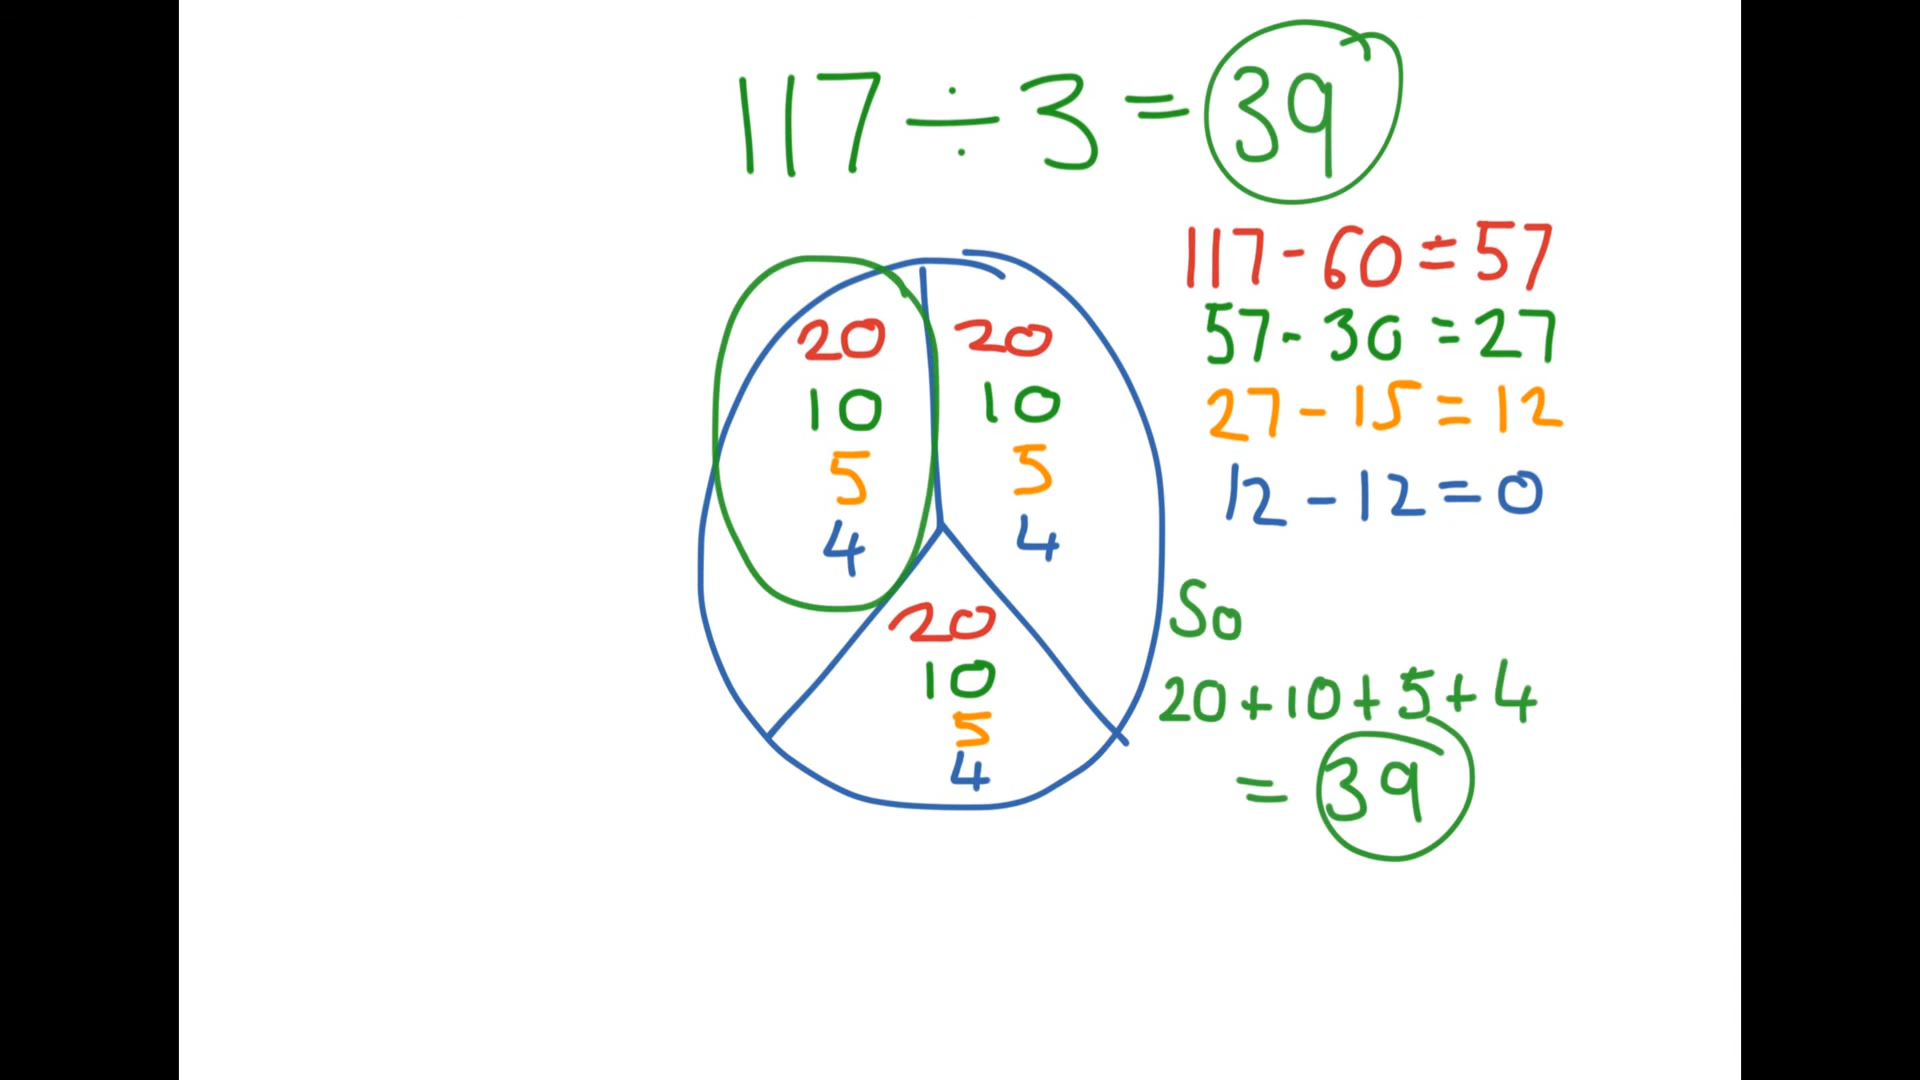 117 ÷ 3 = 39
117 - 60 = 57
57 - 30 = 27
27 - 15 = 12
12 - 12 = 0
20
10
5
4
20
10
5
4
20
10
5
4
So
20 + 10 + 5 + 4
= 39